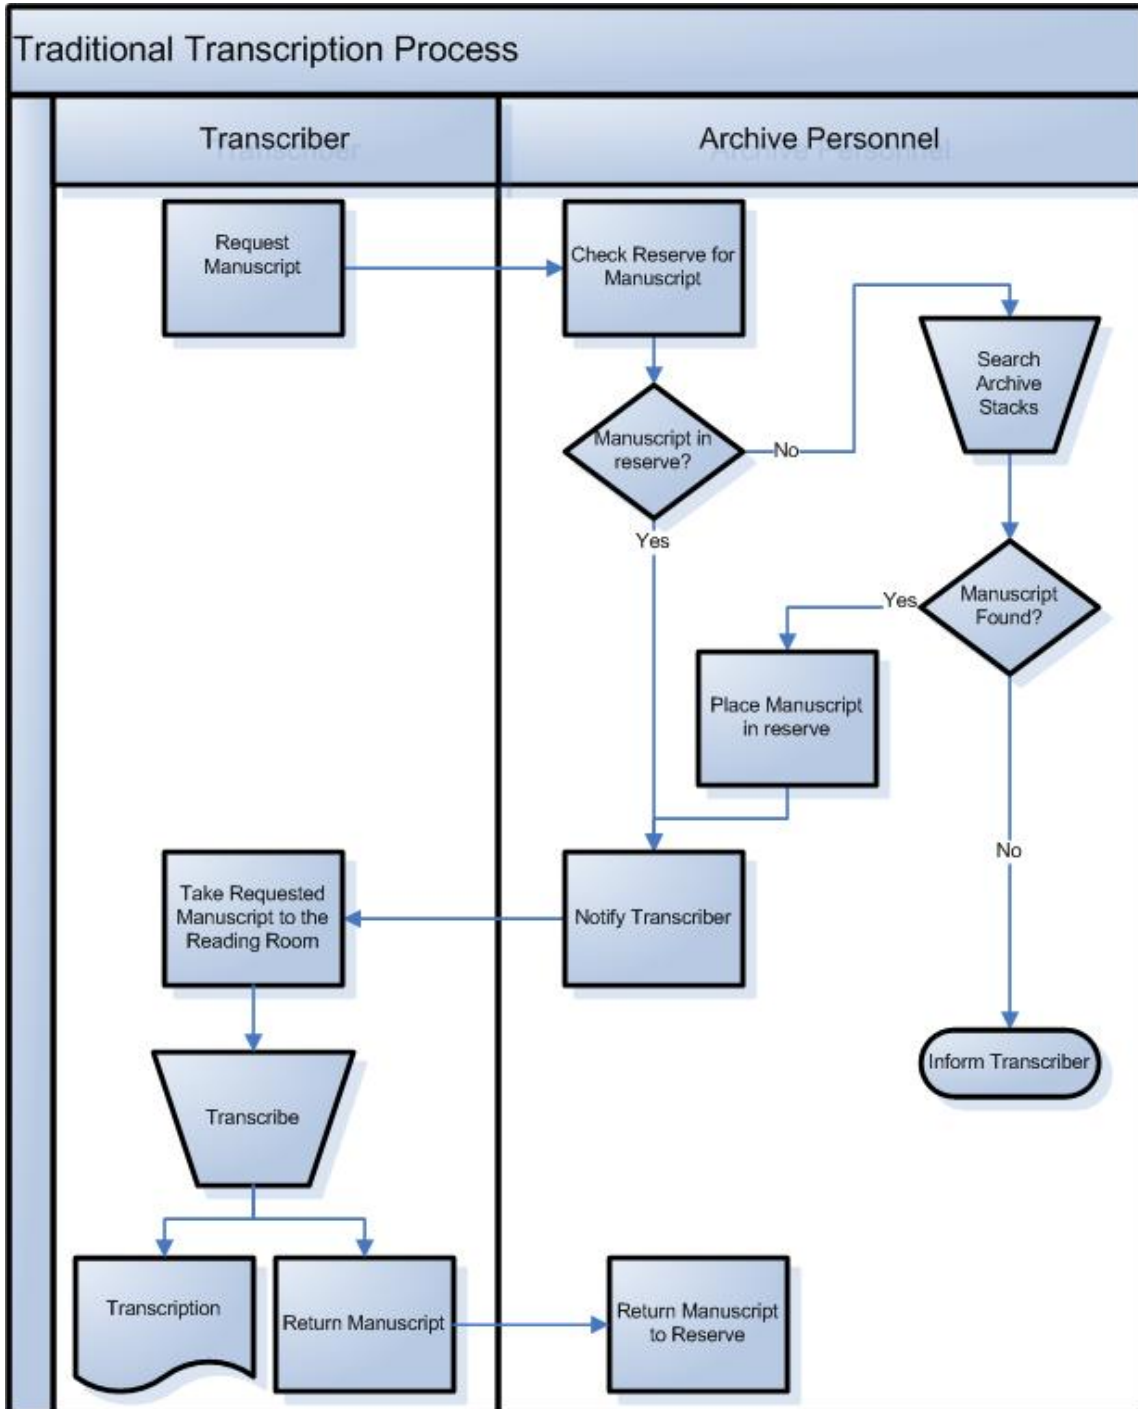 Traditional Transcription Process
Transcriber
Archive Personnel
Request
Manuscript
Check Reserve for
Manuscript
Search
Archive
Stacks
Manuscript in
reserve?
No
Yes
Manuscript
Found?
Yes
Place Manuscript
in reserve
No
Take Requested
Manuscript to the
Reading Room
Notify Transcriber
Inform Transcriber
Transcribe
Transcription
Return Manuscript
Return Manuscript
to Reserve